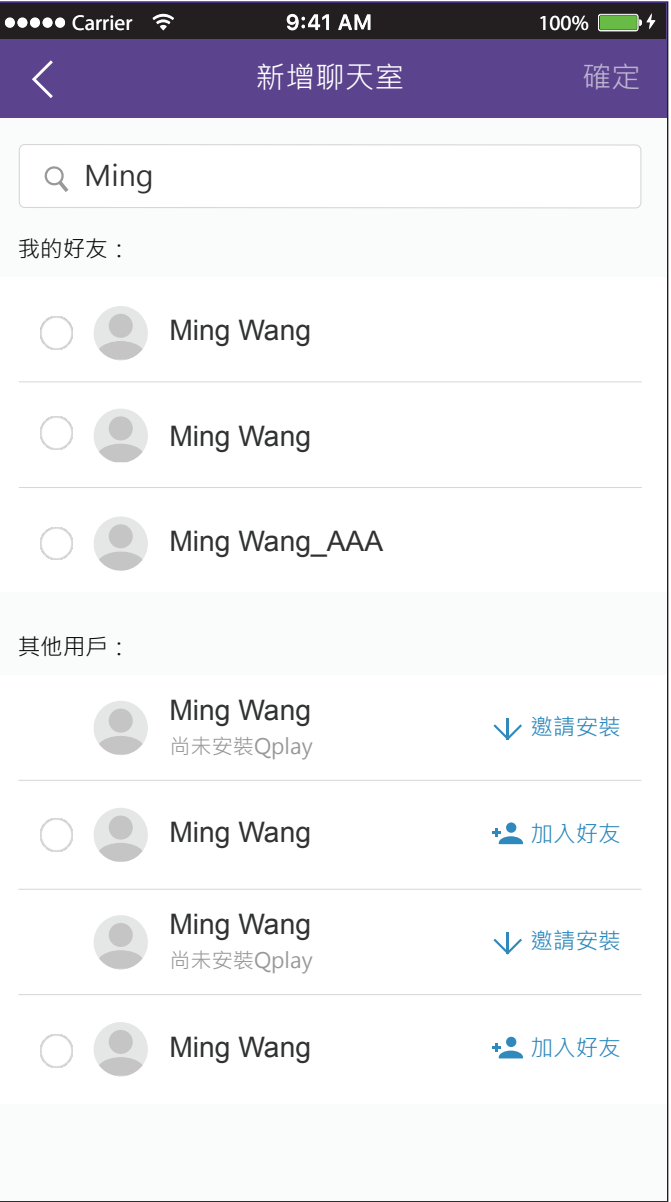 Carrier 9:41 AM 100%
新增聊天室 確定
Ming
我的好友：
Ming Wang
Ming Wang
Ming Wang_AAA
其他用戶：
Ming Wang
尚未安裝Qplay
邀請安裝
Ming Wang 加入好友
Ming Wang
尚未安裝Qplay
邀請安裝
Ming Wang 加入好友